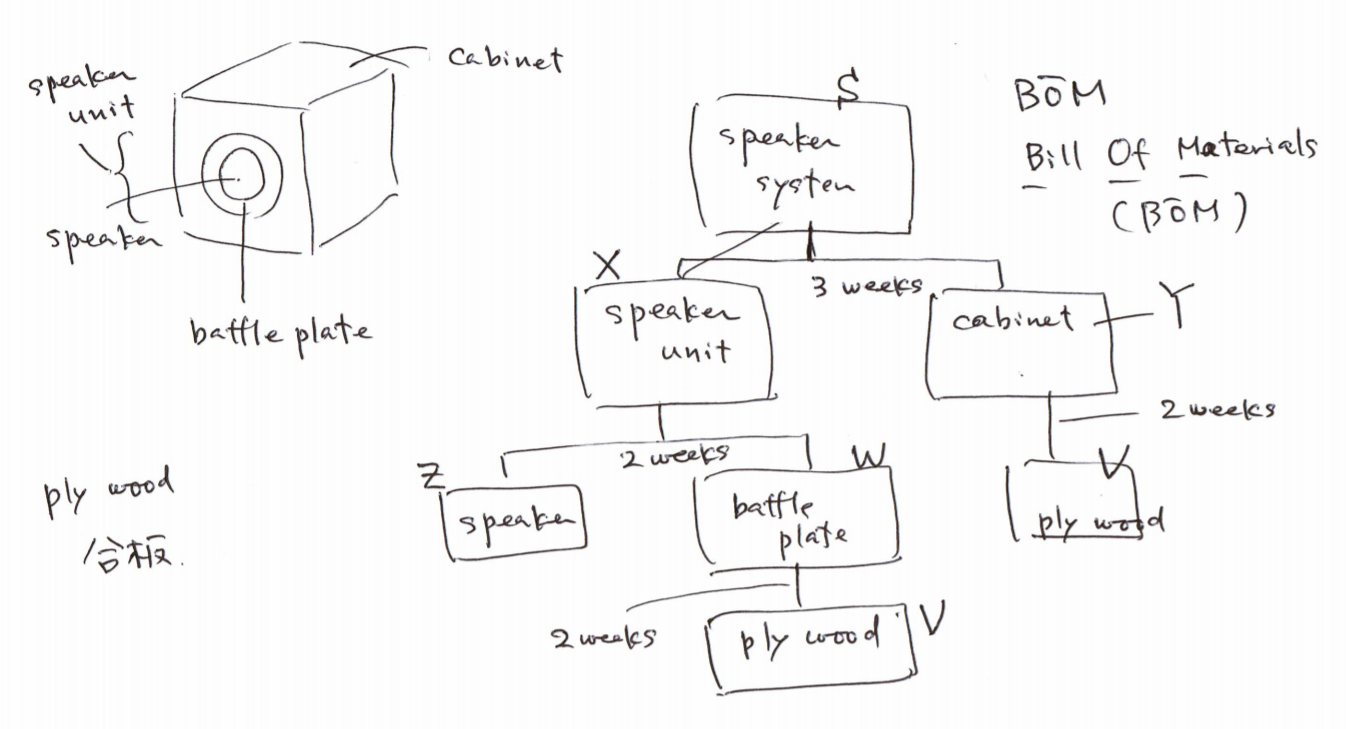 cabinet
speaker
unit
speaker
baffle plate
ply wood
合板.
S
speaker
system
BOM
Bill Of Materials
(BOM)
3 weeks
X
speaker
unit
cabinet
Y
2 weeks
2 weeks
Z
speaker
W
baffle
plate
V
ply wood
2 weeks
ply wood
V